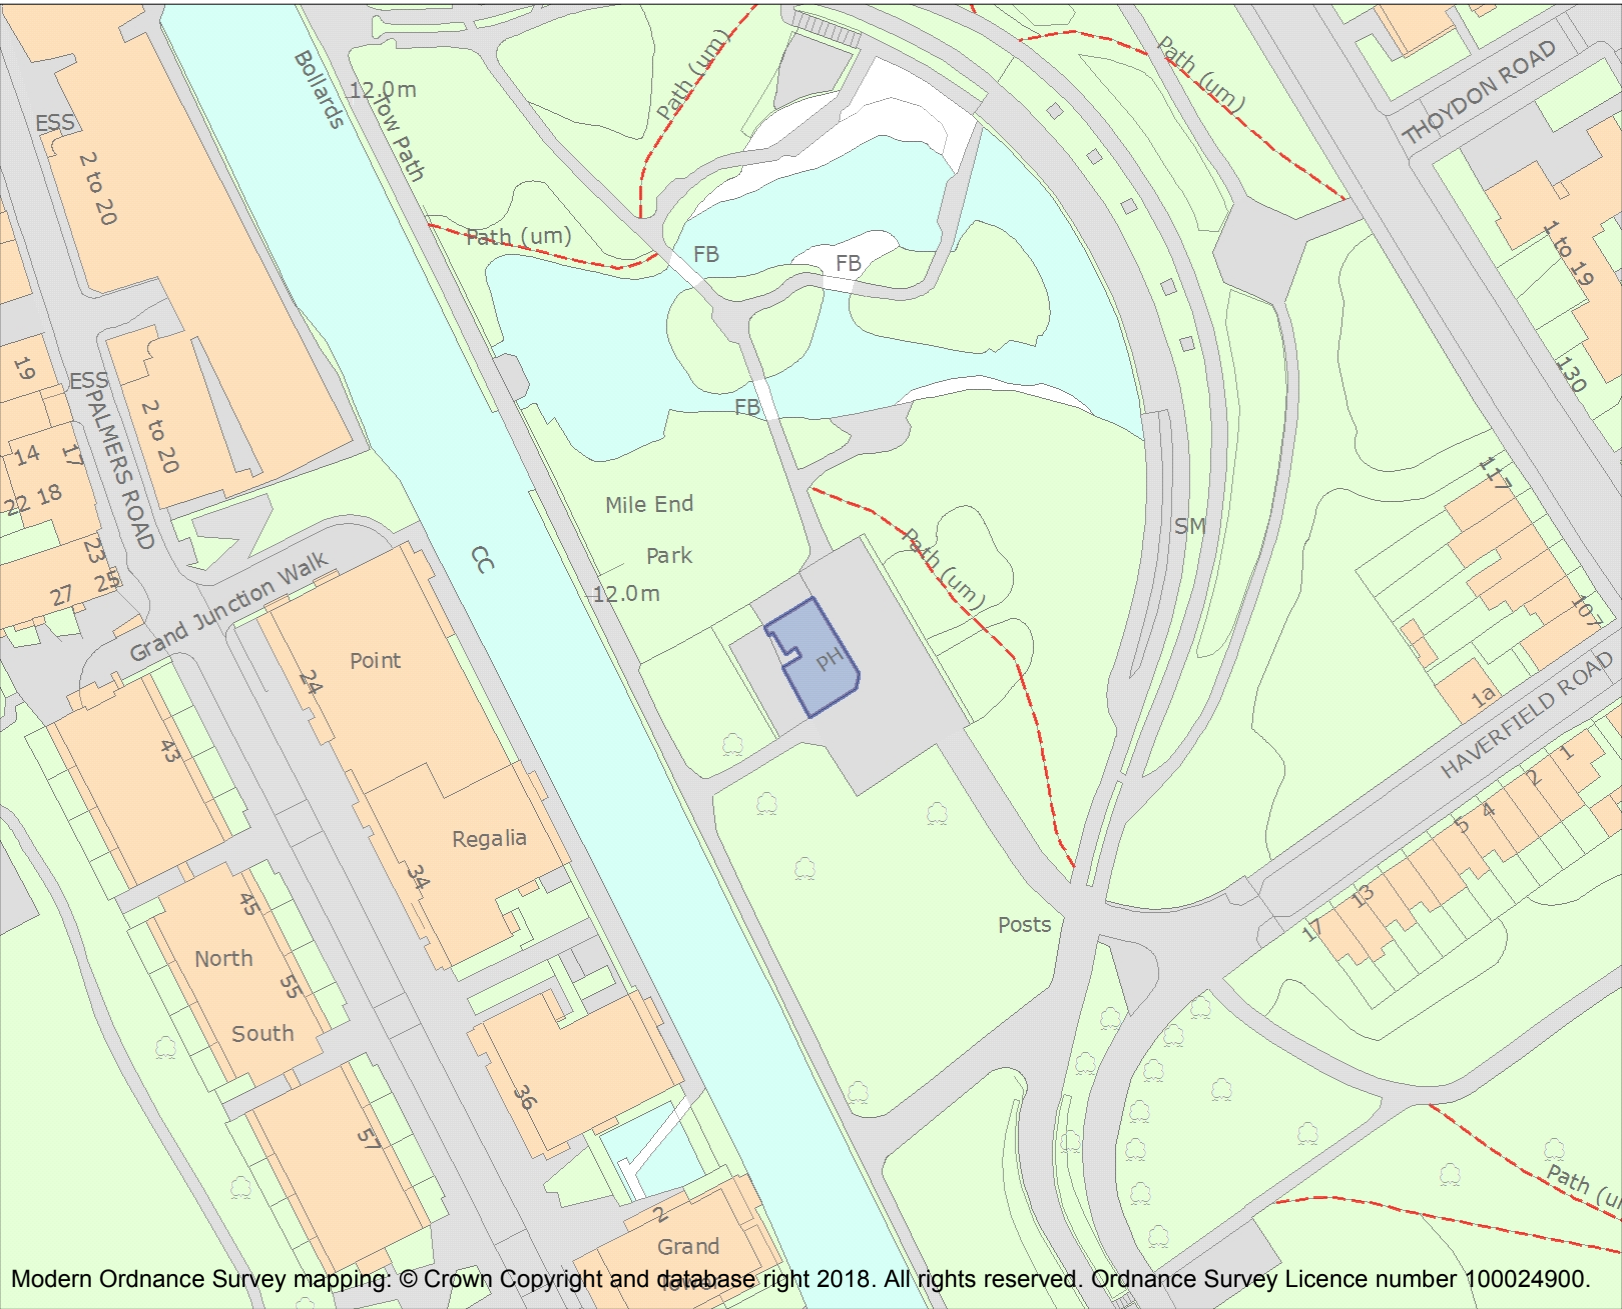 Bollards
12.0m
Tow Path
Path (um)
Path (um)
THOYDON ROAD
ESS
2 to 20
Path (um)
FB
FB
1 to 19
19
ESS
PALMERS ROAD
2 to 20
FB
130
14
17
22
18
Mile End
Park
117
SM
23
25
27
Grand Junction Walk
CC
12.0m
Path (um)
107
PH
Point
24
1a
HAVERFIELD ROAD
43
1
2
4
5
Regalia
34
13
17
45
Posts
North
55
South
36
57
Path (u
2
Grand
Modern Ordnance Survey mapping: © Crown Copyright and database right 2018. All rights reserved. Ordnance Survey Licence number 100024900.